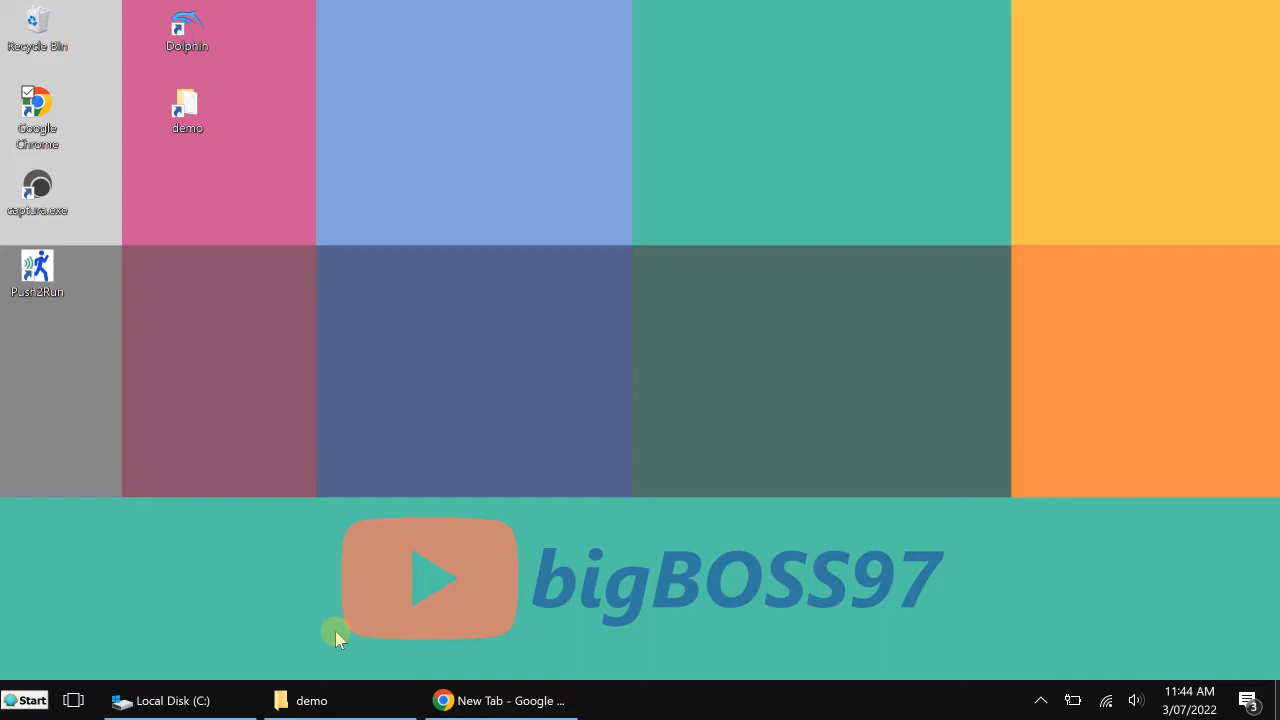 Recycle Bin
Dolphin
Google
Chrome
demo
captura.exe
Push2Run
bigBOSS97
Start
Local Disk (C:)
demo
New Tab - Google ...
11:44 AM
3/07/2022
3